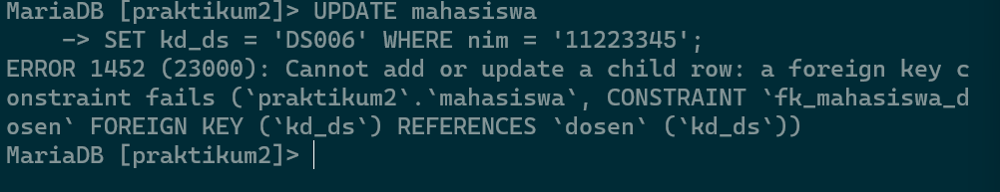 MariaDB [praktikum2]> UPDATE mahasiswa
    -> SET kd_ds = 'DS006' WHERE nim = '11223345';
ERROR 1452 (23000): Cannot add or update a child row: a foreign key c
onstraint fails (`praktikum2`.`mahasiswa`, CONSTRAINT `fk_mahasiswa_d
osen` FOREIGN KEY (`kd_ds`) REFERENCES `dosen` (`kd_ds`))
MariaDB [praktikum2]>